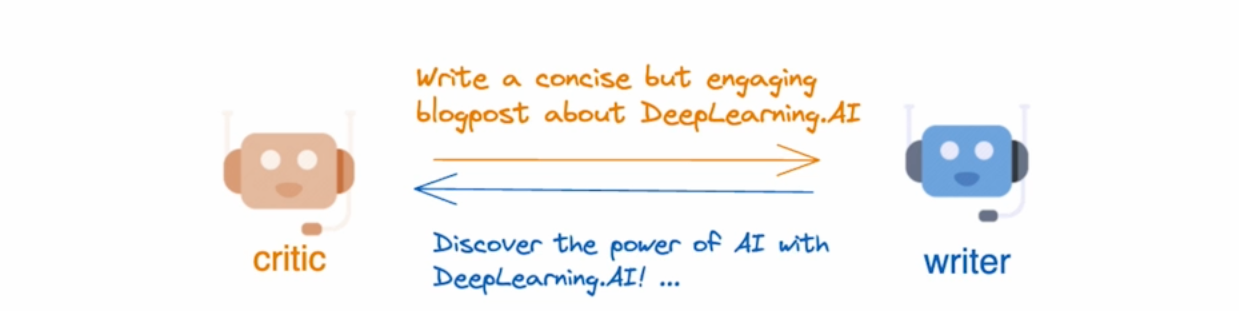 Write a concise but engaging
blogpost about DeepLearning.AI
critic
Discover the power of AI with
DeepLearning.AI! ...
writer